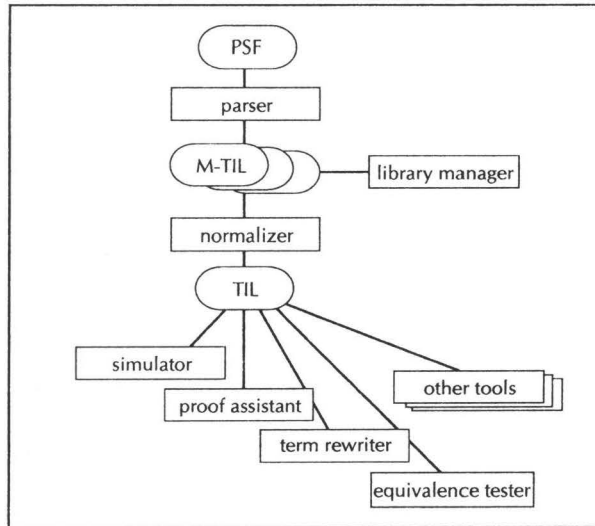 PSF
parser
M-TIL
library manager
normalizer
TIL
simulator
other tools
proof assistant
term rewriter
equivalence tester